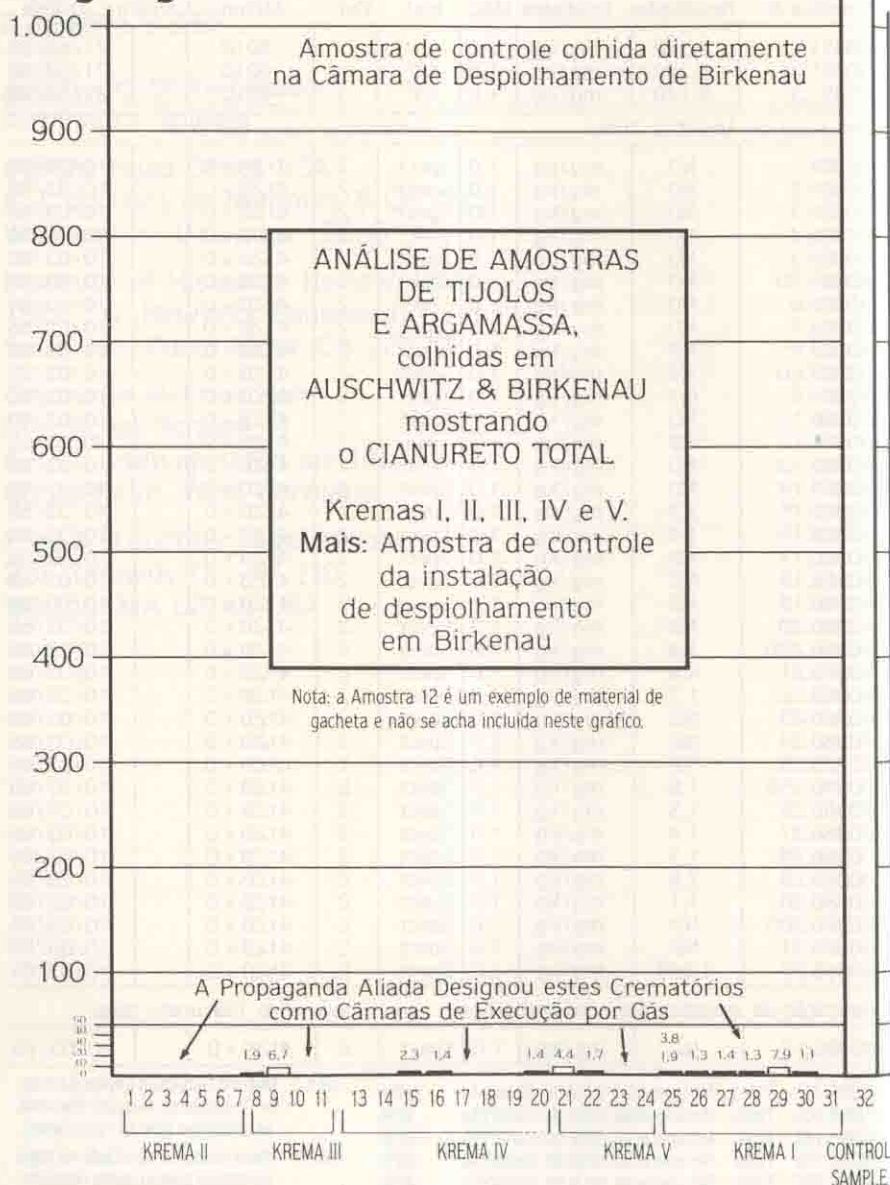 1.000
Amostra de controle colhida diretamente
na Câmara de Despiolhamento de Birkenau
900
800
ANÁLISE DE AMOSTRAS
DE TIJOLOS
E ARGAMASSA,
colhidas em
AUSCHWITZ & BIRKENAU
mostrando
o CIANURETO TOTAL
Kremas I, II, III, IV e V.
Mais: Amostra de controle
da instalação
de despiolhamento
em Birkenau
700
600
500
400
Nota: a Amostra 12 é um exemplo de material de
gacheta e não se acha incluída neste gráfico.
300
200
100
A Propaganda Aliada Designou estes Crematórios
como Câmaras de Execução por Gás
3,8
1.9 6,7 2.3 1,4 1.4 4.4 1,7 1,9 1.3 1.4 1.3 7.9 1.1
1 2 3 4 5 6 7 8 9 10 11 13 14 15 16 17 18 19 20 21 22 23 24 25 26 27 28 29 30 31 32
KREMA II KREMA III KREMA IV KREMA V KREMA I CONTROL
SAMPLE